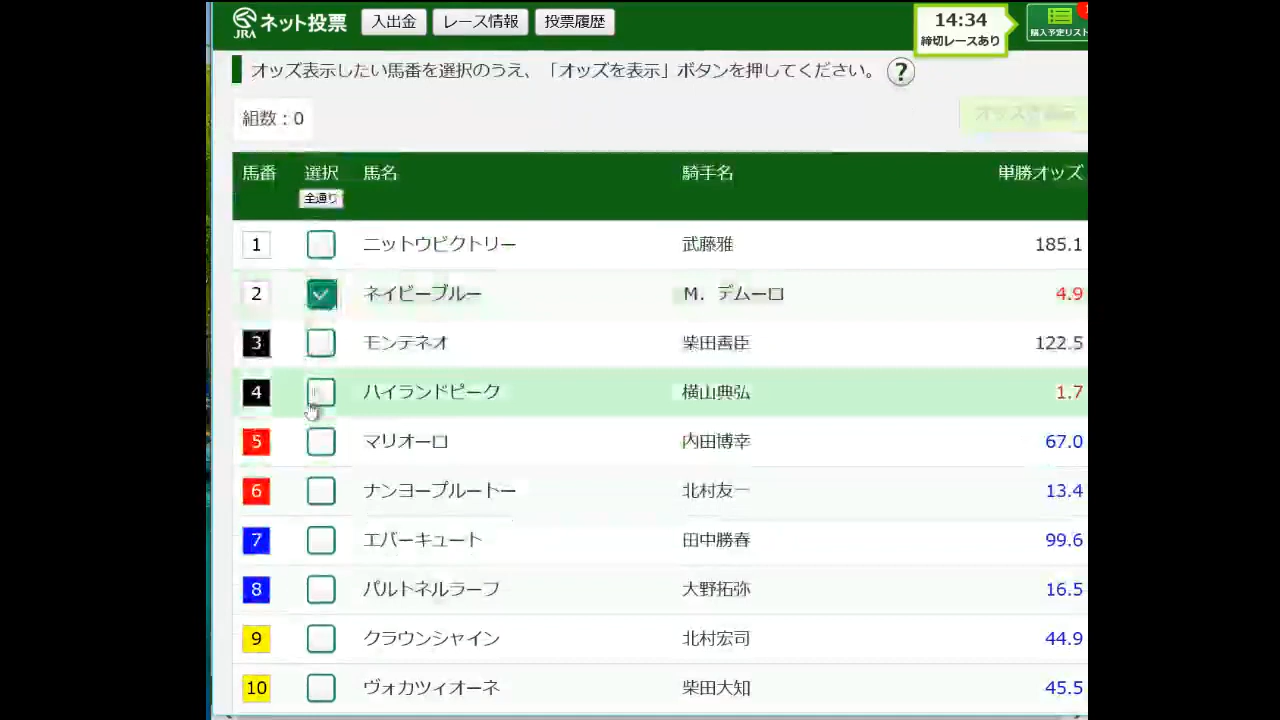 JRA ネット投票 入出金 レース情報 投票履歴 14:34 締切レースあり 購入予定リスト
オッズ表示したい馬番を選択のうえ、「オッズを表示」ボタンを押してください。 ?
組数：0 オッズを表示
馬番 選択 馬名 騎手名 単勝オッズ
全通り
1 ニットウビクトリー 武藤雅 185.1
2 ネイビーブルー M．デムーロ 4.9
3 モンテネオ 柴田善臣 122.5
4 ハイランドピーク 横山典弘 1.7
5 マリオーロ 内田博幸 67.0
6 ナンヨープルートー 北村友一 13.4
7 エバーキュート 田中勝春 99.6
8 パルトネルラーフ 大野拓弥 16.5
9 クラウンシャイン 北村宏司 44.9
10 ヴォカツィオーネ 柴田大知 45.5